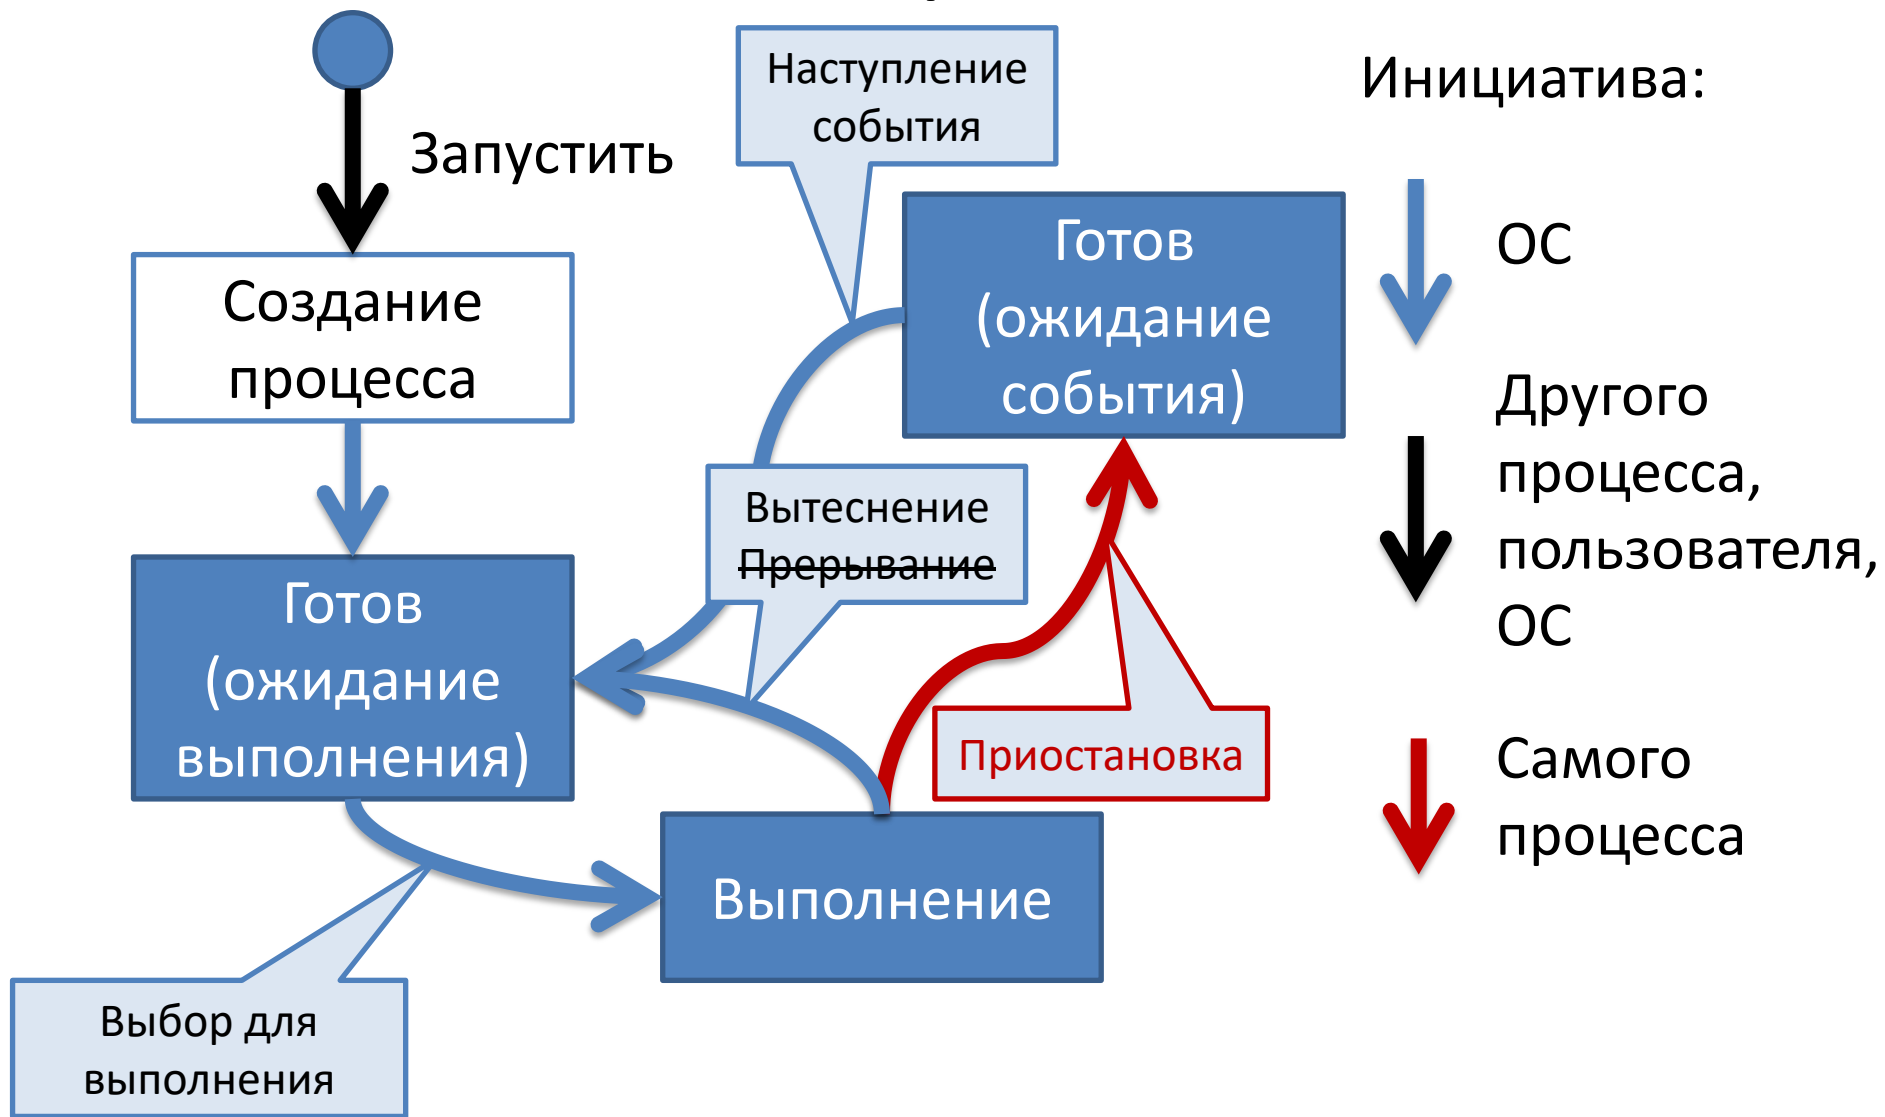 Наступление
события
Инициатива:
Запустить
Готов
(ожидание
события)
ОС
Создание
процесса
Другого
процесса,
пользователя,
ОС
Вытеснение
Прерывание
Готов
(ожидание
выполнения)
Приостановка
Самого
процесса
Выполнение
Выбор для
выполнения